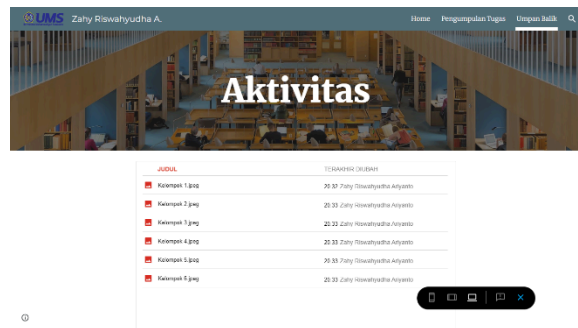 UMS Zahy Riswahyudha A. Home Pengumpulan Tugas Umpan Balik
Aktivitas
JUDUL TERAKHIR DIUBAH
Kelompok 1.jpeg 20.33 Zahy Riswahyudha Ariyanto
Kelompok 2.jpeg 20.33 Zahy Riswahyudha Ariyanto
Kelompok 3.jpeg 20.33 Zahy Riswahyudha Ariyanto
Kelompok 4.jpeg 20.33 Zahy Riswahyudha Ariyanto
Kelompok 5.jpeg 20.33 Zahy Riswahyudha Ariyanto
Kelompok 5.jpeg 20.33 Zahy Riswahyudha Ariyanto